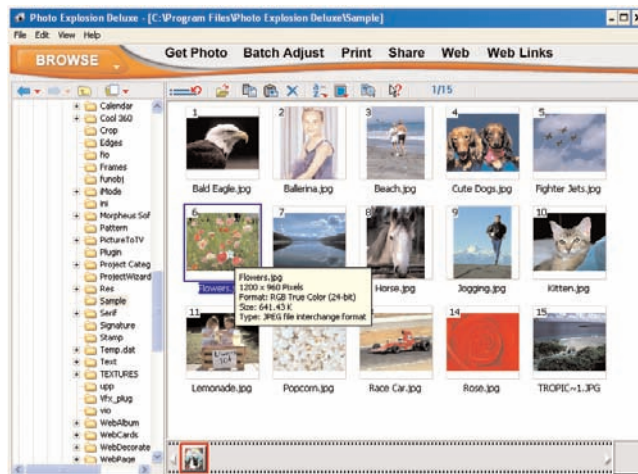 Photo Explosion Deluxe - [C:\Program Files\Photo Explosion Deluxe\Sample]
File Edit View Help
BROWSE
Get Photo Batch Adjust Print Share Web Web Links
1/15
Calendar
Cool 360
Crop
Edges
fio
Frames
funobj
iMode
ini
Morpheus Sof
Pattern
PictureToTV
Plugin
Project Categ
ProjectWizard
Res
Sample
Serif
Signature
Stamp
Temp.dat
Text
TEXTURES
upp
Vfx_plug
vio
WebAlbum
WebCards
WebDecorate
WebPage
1 2 3 4 5
Bald Eagle.jpg Ballerina.jpg Beach.jpg Cute Dogs.jpg Fighter Jets.jpg
6 7 8 9 10
Flowers.j Horse.jpg Jogging.jpg Kitten.jpg
Flowers.jpg
1200 x 960 Pixels
Format: RGB True Color (24-bit)
Size: 641.43 K
Type: JPEG file interchange format
11 14 15
Lemonade.jpg Popcorn.jpg Race Car.jpg Rose.jpg TROPIC~1.JPG